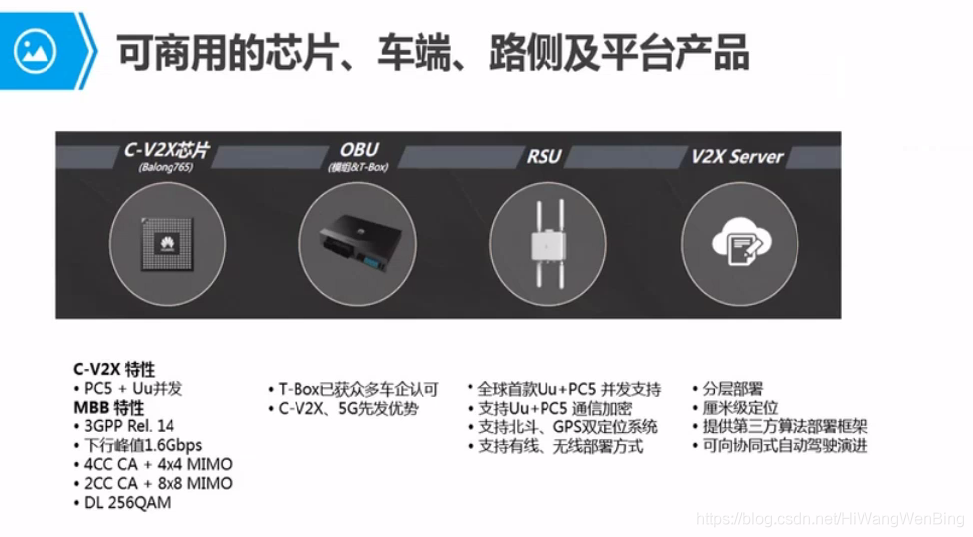 可商用的芯片、车端、路侧及平台产品
C-V2X芯片
(Balong765)
OBU
(模组&T-Box)
RSU
V2X Server
C-V2X 特性
• PC5 + Uu并发
MBB 特性
• 3GPP Rel. 14
• 下行峰值1.6Gbps
• 4CC CA + 4x4 MIMO
• 2CC CA + 8x8 MIMO
• DL 256QAM
• T-Box已获众多车企认可
• C-V2X、5G先发优势
• 全球首款Uu+PC5 并发支持
• 支持Uu+PC5 通信加密
• 支持北斗、GPS双定位系统
• 支持有线、无线部署方式
• 分层部署
• 厘米级定位
• 提供第三方算法部署框架
• 可向协同式自动驾驶演进
https://blog.csdn.net/HiWangWenBing